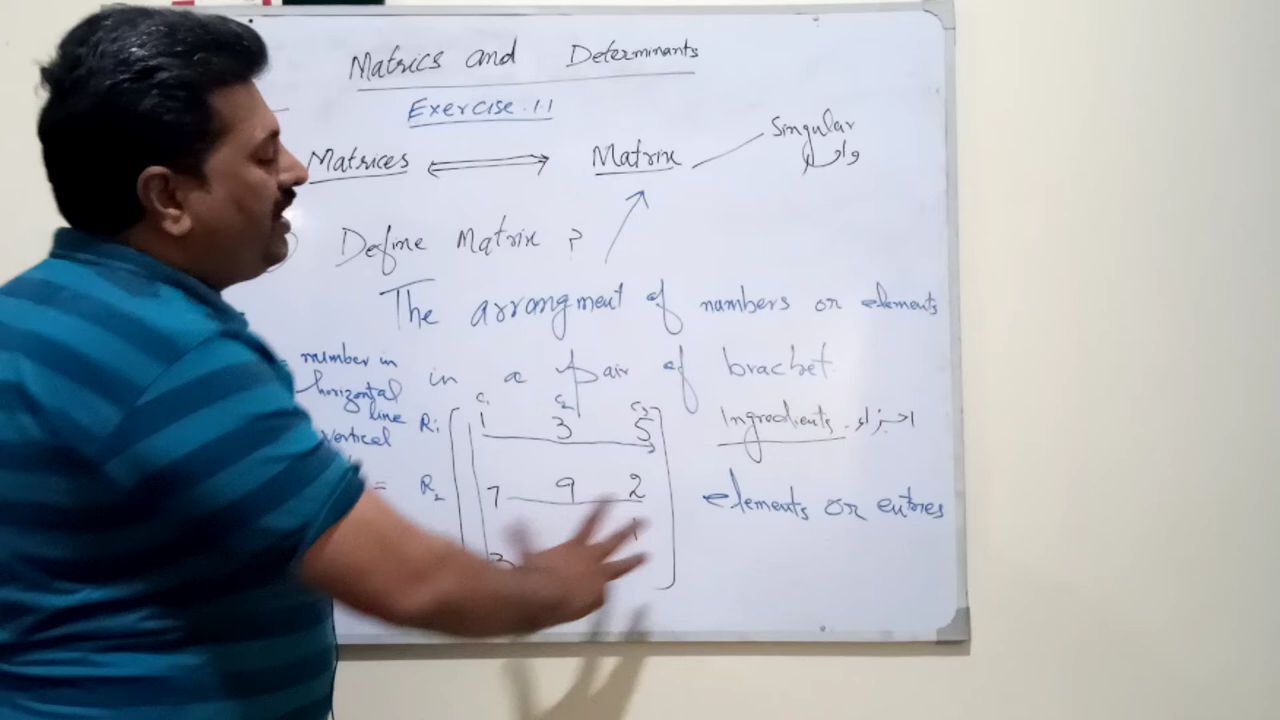 Matrics and Determinants
Exercise 1.1
Matrices ⟷ Matrix
Singular
واحد
Define Matrix ?
The arrangment of numbers or elements
in a pair of bracket
number in
horizontal
line
vertical
C1 C2 C3
R1 1 3 5
R2 7 9 2
3 1
Ingredients. اجزاء
elements or entries